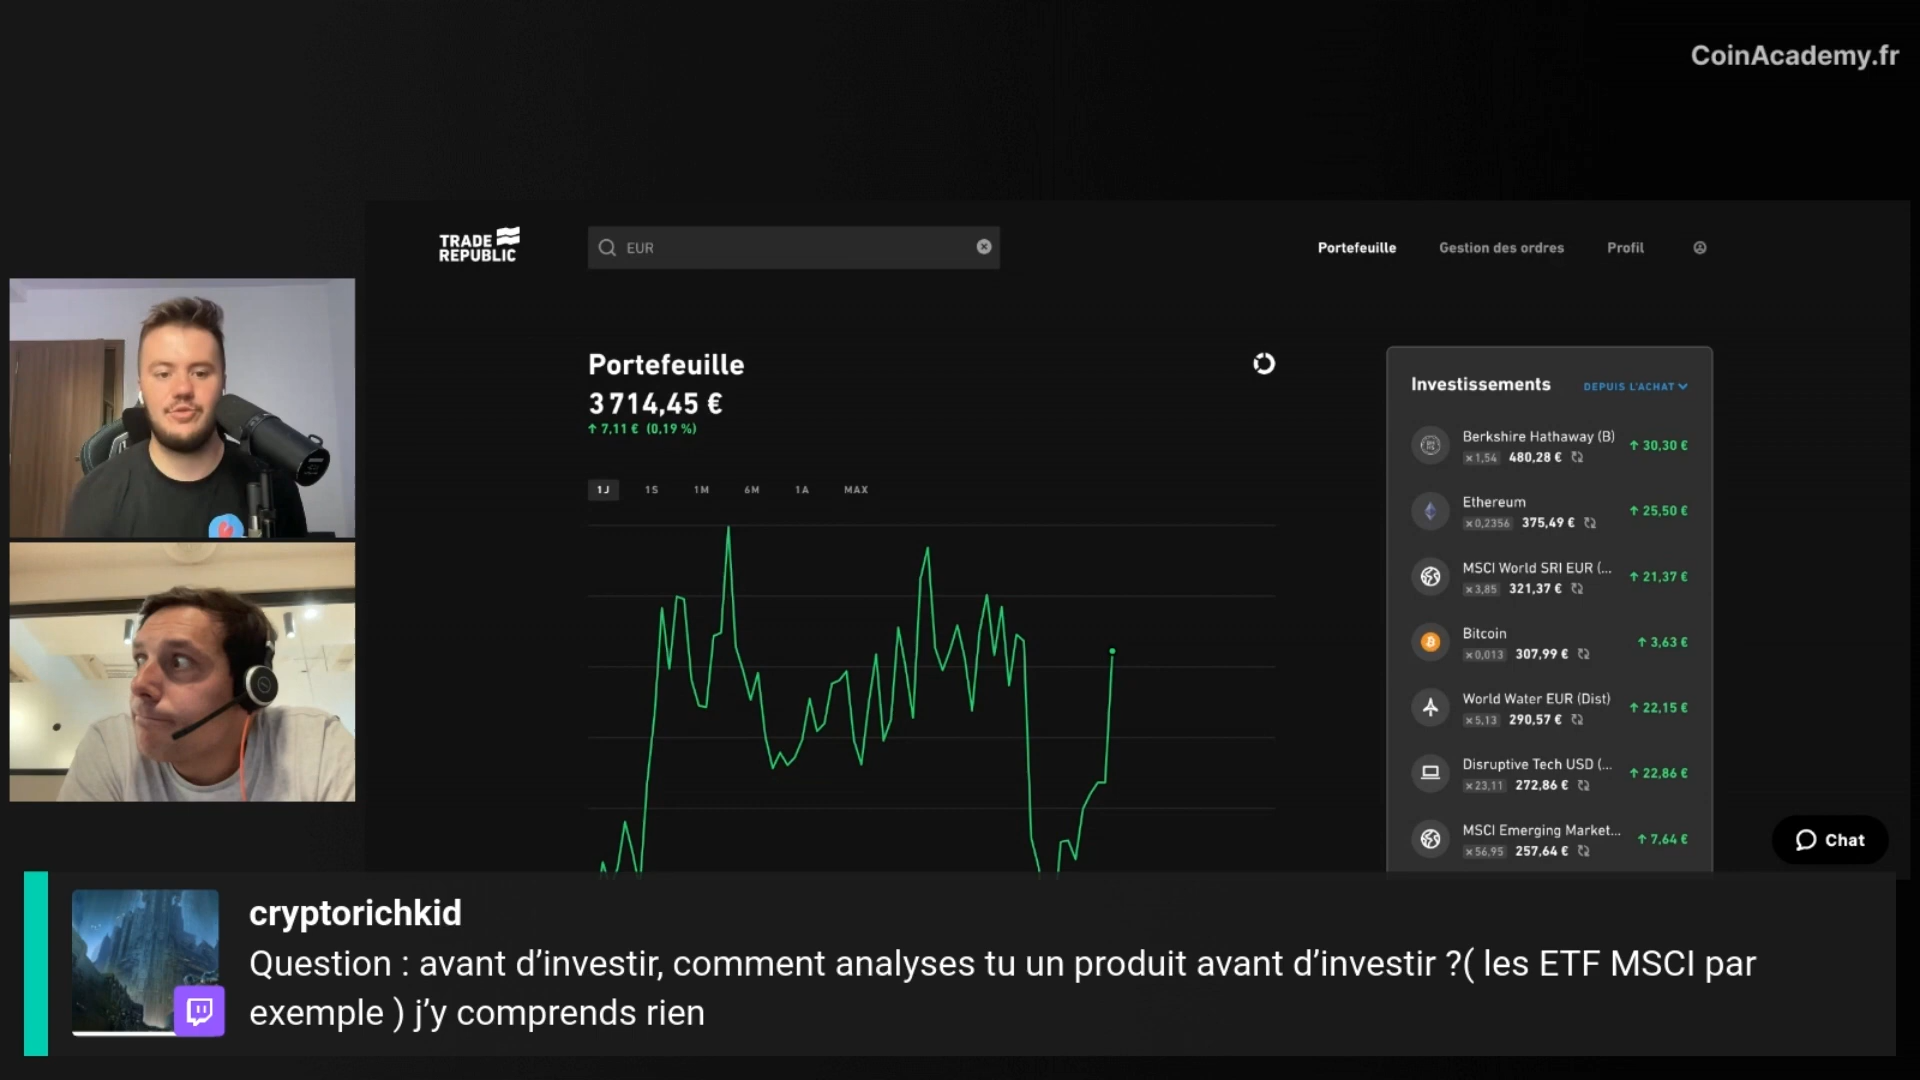 CoinAcademy.fr
TRADE
REPUBLIC
EUR
Portefeuille
Gestion des ordres
Profil
Portefeuille
3 714,45 €
↑ 7,11 € (0,19 %)
1J
1S
1M
6M
1A
MAX
Investissements
DEPUIS L'ACHAT
Berkshire Hathaway (B)
×1,54 480,28 €
↑ 30,30 €
Ethereum
×0,2356 375,49 €
↑ 25,50 €
MSCI World SRI EUR (...
×3,85 321,37 €
↑ 21,37 €
Bitcoin
×0,013 307,99 €
↑ 3,63 €
World Water EUR (Dist)
×5,13 290,57 €
↑ 22,15 €
Disruptive Tech USD (...
×23,11 272,86 €
↑ 22,86 €
MSCI Emerging Market...
×56,95 257,64 €
↑ 7,64 €
Chat
cryptorichkid
Question : avant d’investir, comment analyses tu un produit avant d’investir ?( les ETF MSCI par
exemple ) j’y comprends rien